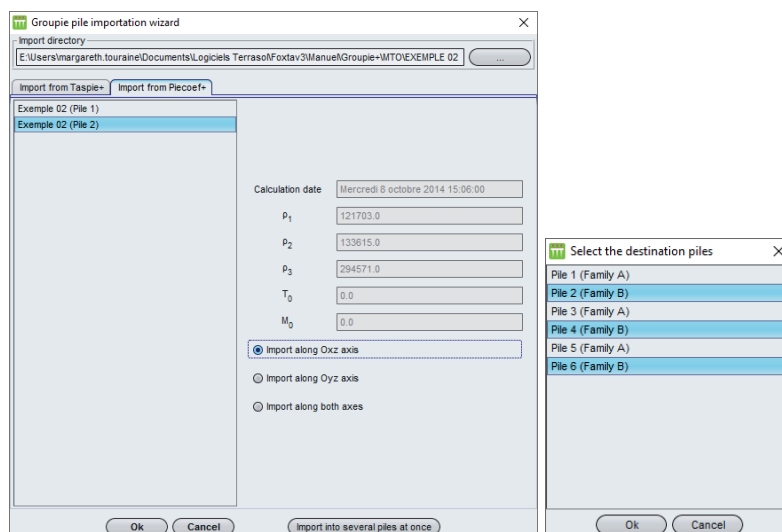 Groupie pile importation wizard
Import directory
E:\Users\margareth.touraine\Documents\Logiciels Terrasol\Foxtav3\Manuel\Groupie+\MTO\EXEMPLE 02
...
Import from Taspie+ Import from Piecoef+
Exemple 02 (Pile 1)
Exemple 02 (Pile 2)
Calculation date Mercredi 8 octobre 2014 15:06:00
ρ1 121703.0
ρ2 133615.0
ρ3 294571.0
T0 0.0
M0 0.0
Import along Oxz axis
Import along Oyz axis
Import along both axes
Ok Cancel Import into several piles at once
Select the destination piles
Pile 1 (Family A)
Pile 2 (Family B)
Pile 3 (Family A)
Pile 4 (Family B)
Pile 5 (Family A)
Pile 6 (Family B)
Ok Cancel